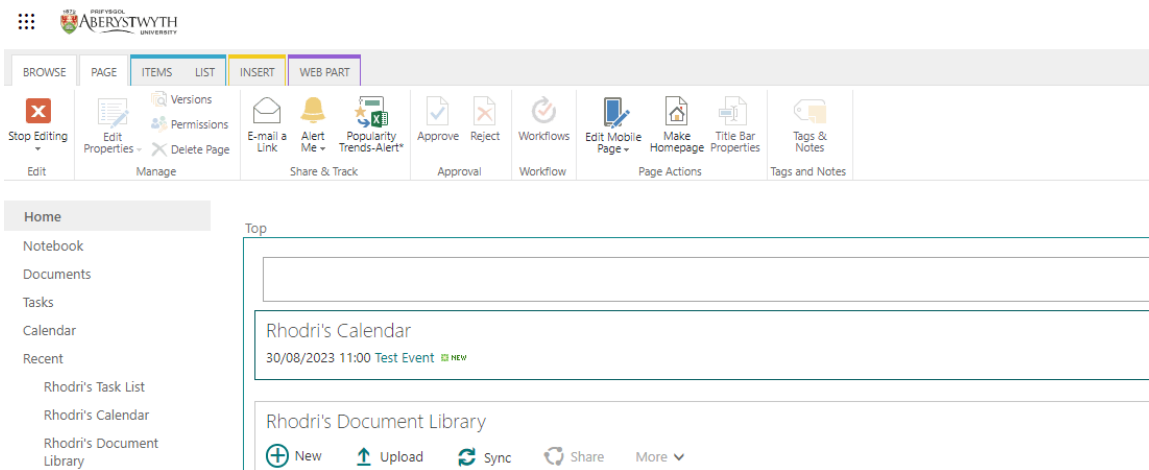 PRIFYSGOL
ABERYSTWYTH
UNIVERSITY
BROWSE PAGE ITEMS LIST INSERT WEB PART
Stop Editing
Edit
Properties
Versions
Permissions
Delete Page
E-mail a
Link
Alert
Me
Popularity
Trends-Alert*
Approve
Reject
Workflows
Edit Mobile
Page
Make
Homepage
Title Bar
Properties
Tags &
Notes
Edit Manage Share & Track Approval Workflow Page Actions Tags and Notes
Home
Notebook
Documents
Tasks
Calendar
Recent
Rhodri's Task List
Rhodri's Calendar
Rhodri's Document
Library
Top
Rhodri's Calendar
30/08/2023 11:00 Test Event NEW
Rhodri's Document Library
New Upload Sync Share More